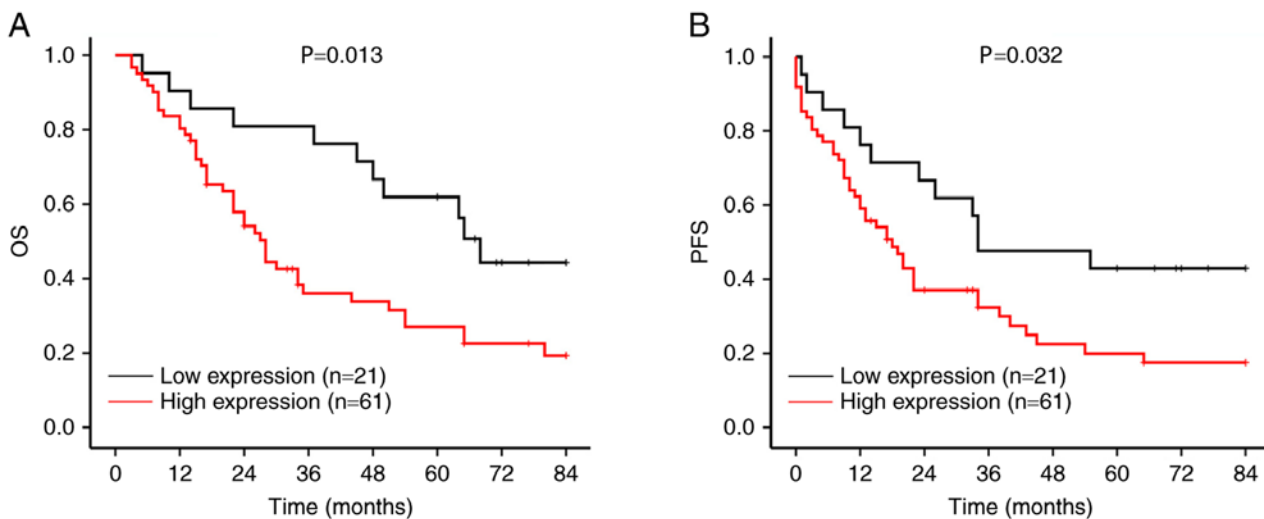 A
P=0.013
1.0
0.8
0.6
0.4
0.2
0.0
OS
Low expression (n=21)
High expression (n=61)
0 12 24 36 48 60 72 84
Time (months)
B
P=0.032
1.0
0.8
0.6
0.4
0.2
0.0
PFS
Low expression (n=21)
High expression (n=61)
0 12 24 36 48 60 72 84
Time (months)